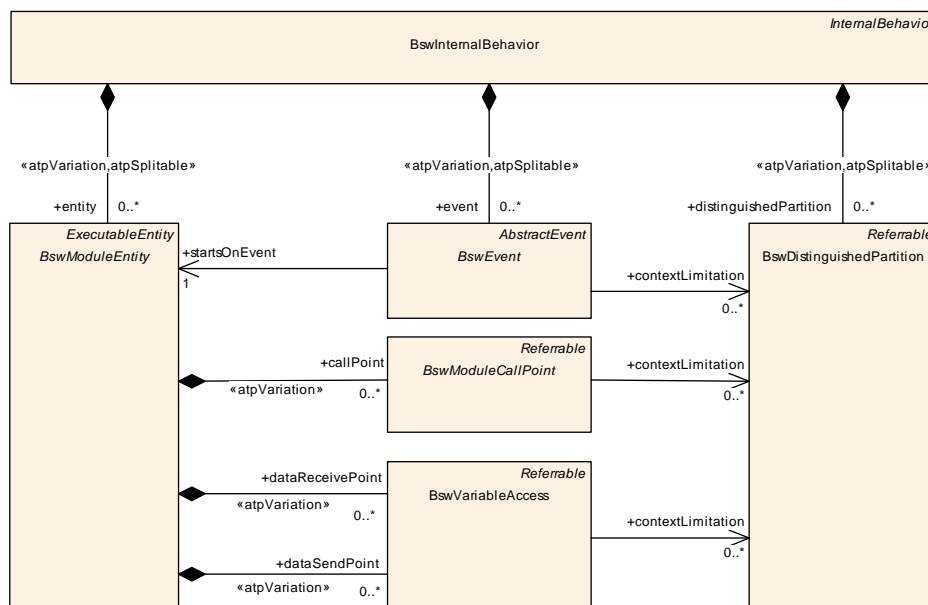 InternalBehavio
BswInternalBehavior
«atpVariation,atpSplitable»
«atpVariation,atpSplitable»
«atpVariation,atpSplitable»
+entity 0..*
+event 0..*
+distinguishedPartition 0..*
ExecutableEntity
BswModuleEntity
AbstractEvent
BswEvent
Referrable
BswDistinguishedPartition
+startsOnEvent
1
+contextLimitation
0..*
Referrable
BswModuleCallPoint
+callPoint
«atpVariation»
0..*
+contextLimitation
0..*
Referrable
BswVariableAccess
+dataReceivePoint
«atpVariation»
0..*
+contextLimitation
0..*
+dataSendPoint
«atpVariation»
0..*